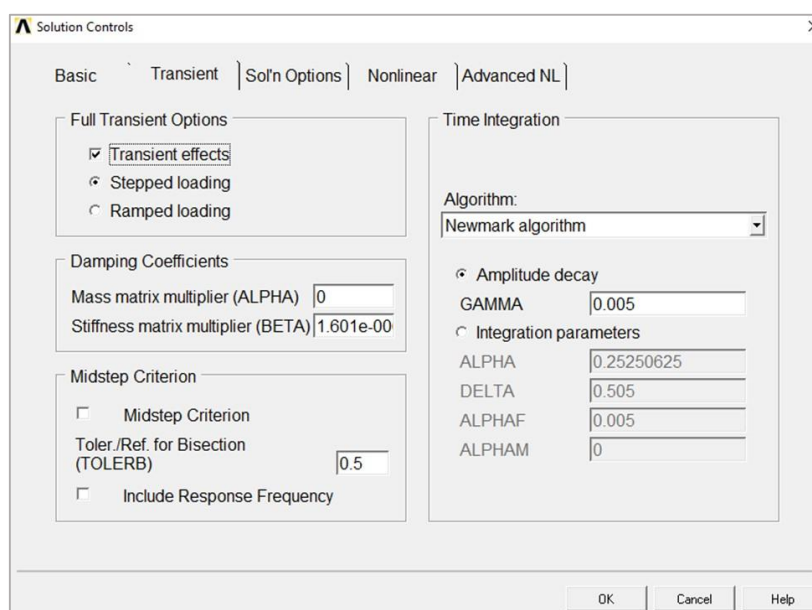 Solution Controls
Basic Transient Sol'n Options Nonlinear Advanced NL
Full Transient Options
Transient effects
Stepped loading
Ramped loading
Damping Coefficients
Mass matrix multiplier (ALPHA) 0
Stiffness matrix multiplier (BETA) 1.601e-00
Midstep Criterion
Midstep Criterion
Toler./Ref. for Bisection
(TOLERB) 0.5
Include Response Frequency
Time Integration
Algorithm:
Newmark algorithm
Amplitude decay
GAMMA 0.005
Integration parameters
ALPHA 0.25250625
DELTA 0.505
ALPHAF 0.005
ALPHAM 0
OK Cancel Help